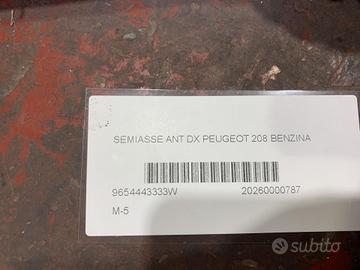 SEMIASSE ANT DX PEUGEOT 208 BENZINA
9654443333W 20260000787
M-5
subito